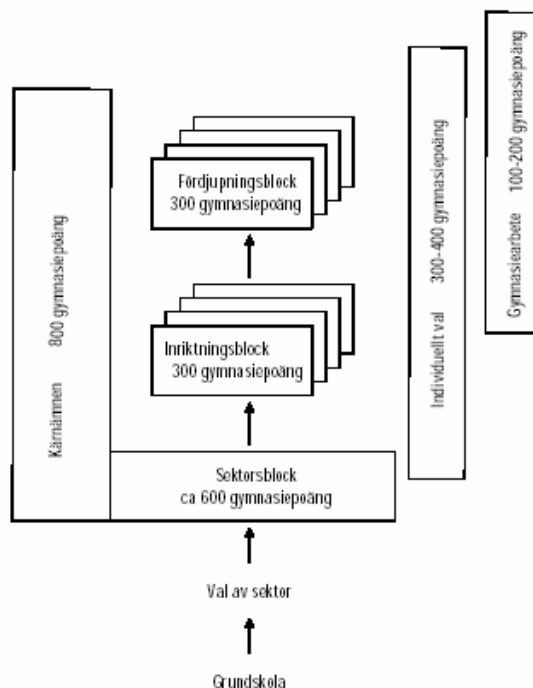 Fördjupningsblock
300 gymnasiepoäng
Inriktningsblock
300 gymnasiepoäng
Kärnämnen 800 gymnasiepoäng
Sektorsblock
ca 600 gymnasiepoäng
Individuellt val 300-400 gymnasiepoäng
Gymnasiearbete 100-200 gymnasiepoäng
Val av sektor
Grundskola